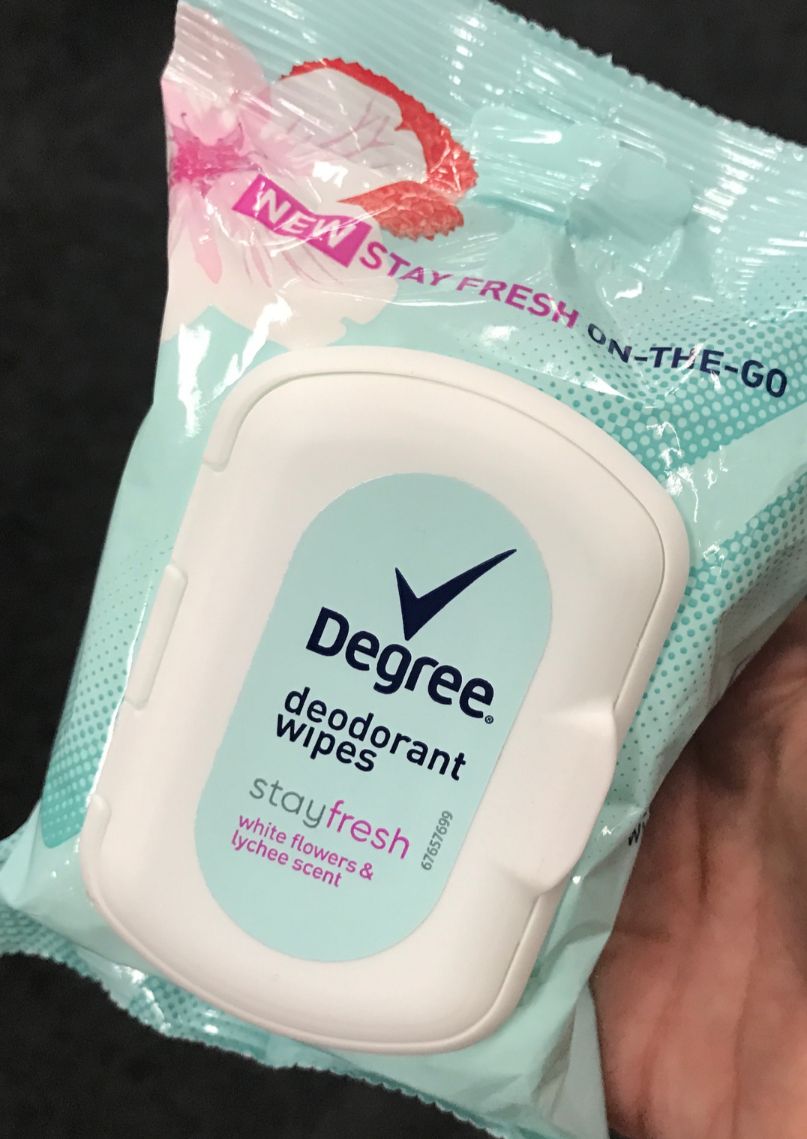 NEW STAY FRESH ON-THE-GO
Degree®
deodorant
wipes
stayfresh
white flowers &
lychee scent
67657699